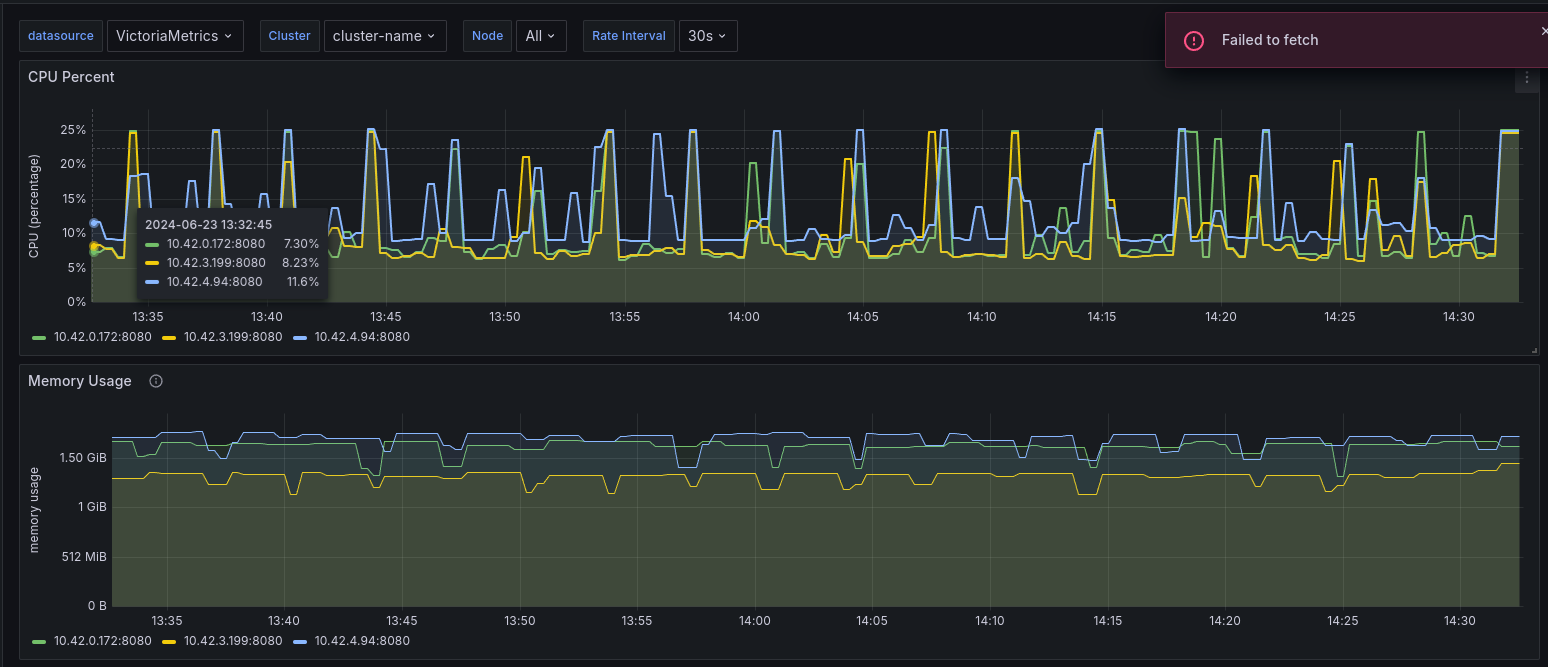 datasource VictoriaMetrics Cluster cluster-name Node All Rate Interval 30s
Failed to fetch
CPU Percent
CPU (percentage)
25%
20%
15%
10%
5%
0%
2024-06-23 13:32:45
10.42.0.172:8080 7.30%
10.42.3.199:8080 8.23%
10.42.4.94:8080 11.6%
13:35 13:40 13:45 13:50 13:55 14:00 14:05 14:10 14:15 14:20 14:25 14:30
10.42.0.172:8080 10.42.3.199:8080 10.42.4.94:8080
Memory Usage
memory usage
1.50 GiB
1 GiB
512 MiB
0 B
13:35 13:40 13:45 13:50 13:55 14:00 14:05 14:10 14:15 14:20 14:25 14:30
10.42.0.172:8080 10.42.3.199:8080 10.42.4.94:8080